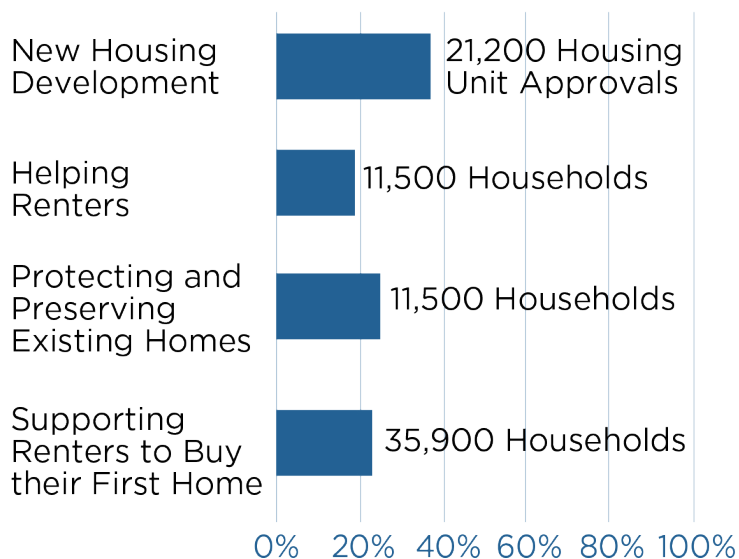 New Housing
Development
21,200 Housing
Unit Approvals
Helping
Renters
11,500 Households
Protecting and
Preserving
Existing Homes
11,500 Households
Supporting
Renters to Buy
their First Home
35,900 Households
0% 20% 40% 60% 80% 100%